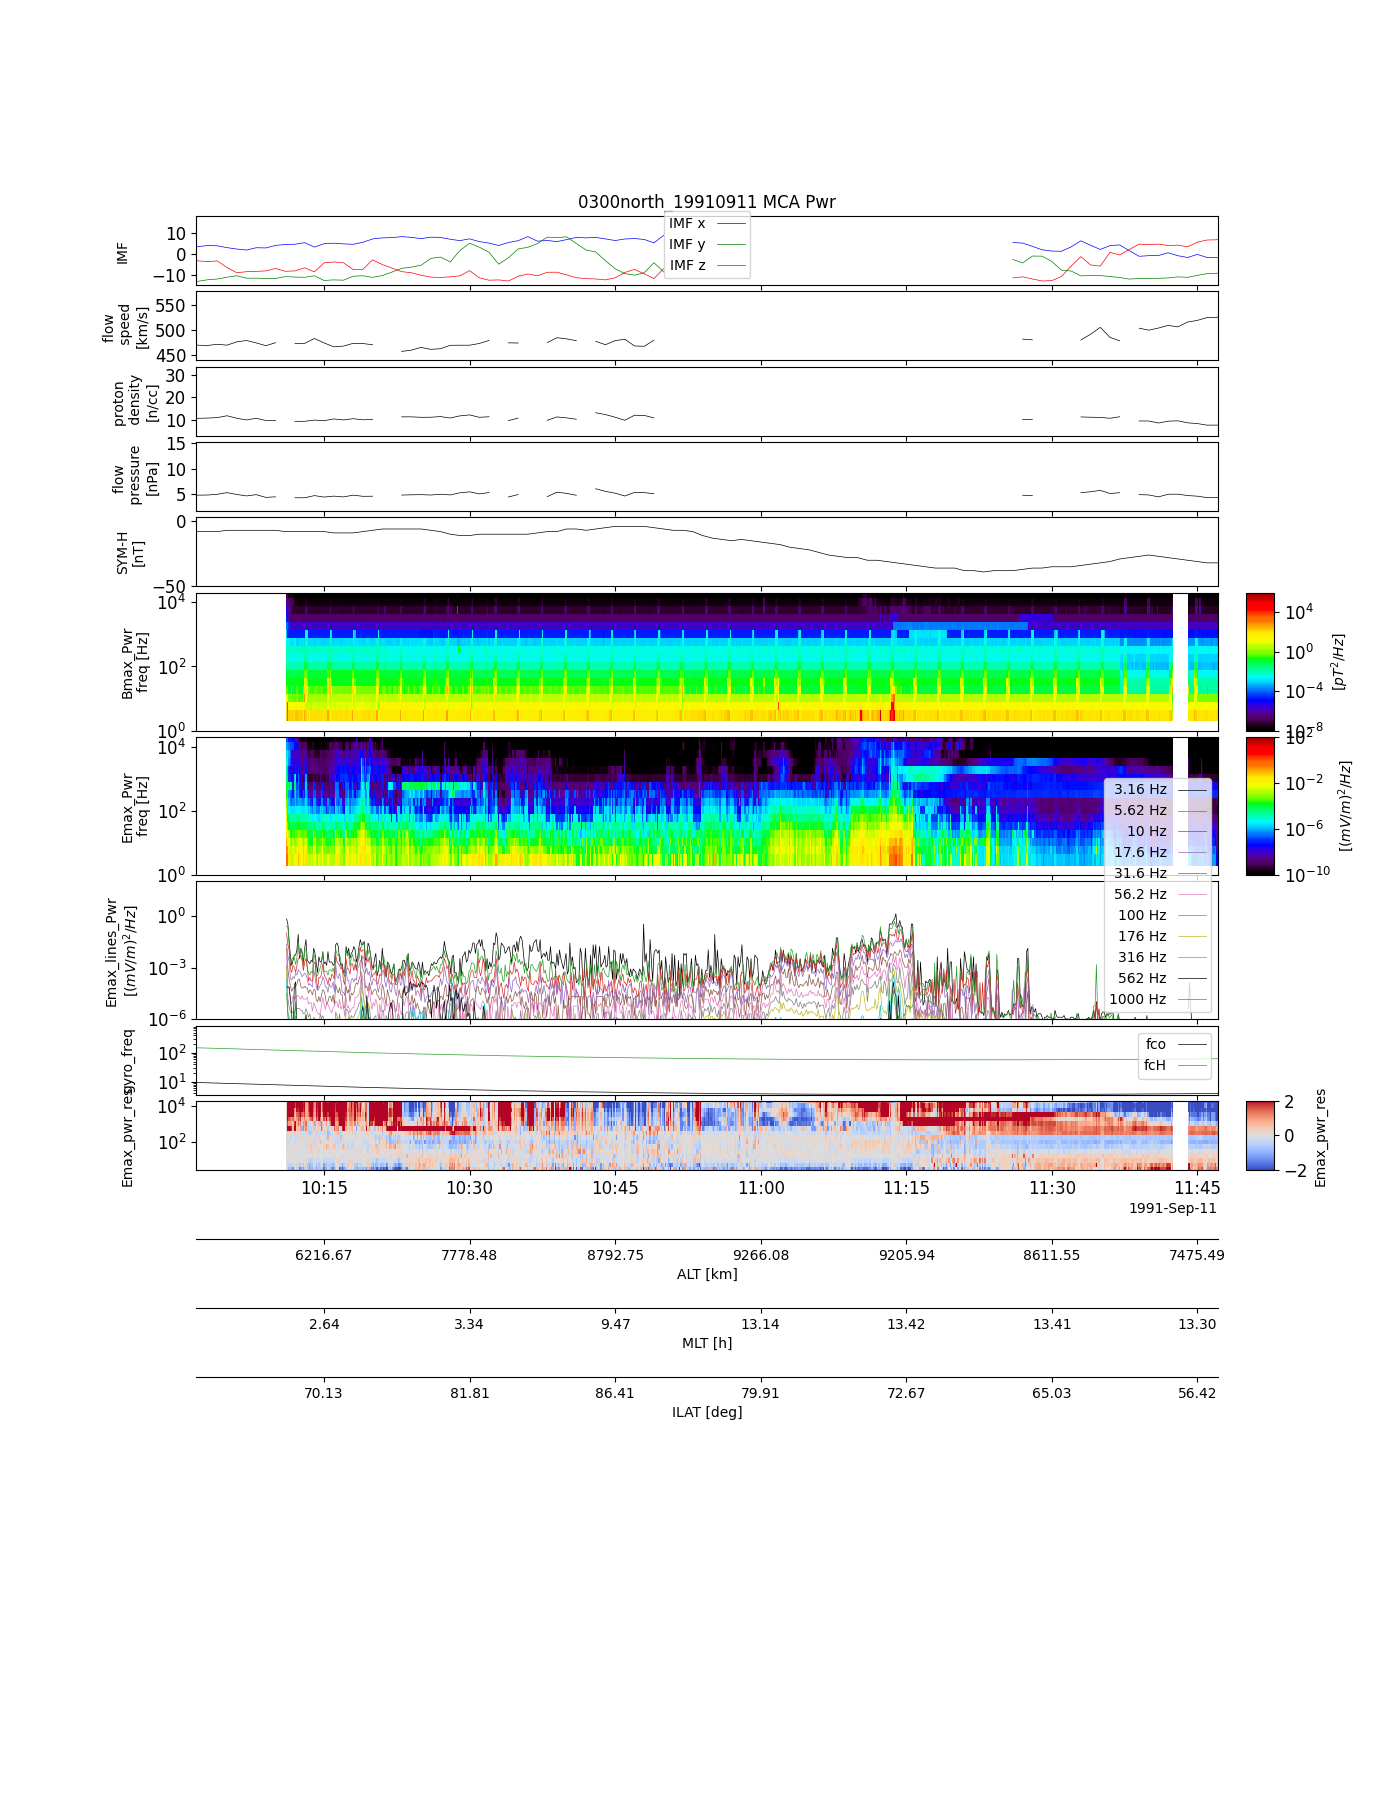 0300north_19910911 MCA Pwr
IMF
10
0
−10
IMF x
IMF y
IMF z
flow
speed
[km/s]
550
500
450
proton
density
[n/cc]
30
20
10
flow
pressure
[nPa]
15
10
5
SYM-H
[nT]
0
−50
Bmax_Pwr
freq [Hz]
10^4
10^2
10^0
10^4
10^0
10^−4
10^−8
[pT^2/Hz]
Emax_Pwr
freq [Hz]
10^4
10^2
10^0
10^2
10^−2
10^−6
10^−10
[(mV/m)^2/Hz]
3.16 Hz
5.62 Hz
10 Hz
17.6 Hz
31.6 Hz
56.2 Hz
100 Hz
176 Hz
316 Hz
562 Hz
1000 Hz
Emax_lines_Pwr
[(mV/m)^2/Hz]
10^0
10^−3
10^−6
gyro_freq
10^2
10^1
fco
fcH
Emax_pwr_res
10^4
10^2
2
0
−2
Emax_pwr_res
10:15 10:30 10:45 11:00 11:15 11:30 11:45
1991-Sep-11
6216.67 7778.48 8792.75 9266.08 9205.94 8611.55 7475.49
ALT [km]
2.64 3.34 9.47 13.14 13.42 13.41 13.30
MLT [h]
70.13 81.81 86.41 79.91 72.67 65.03 56.42
ILAT [deg]